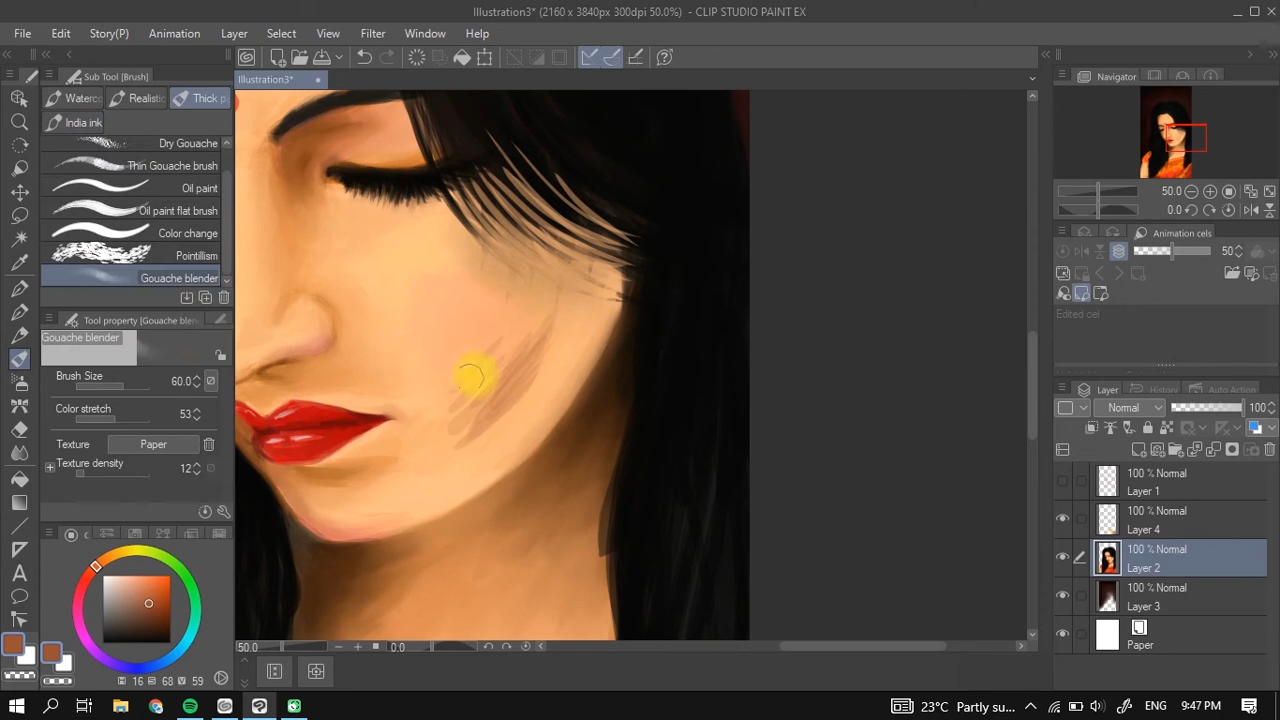 Illustration3* (2160 x 3840px 300dpi 50.0%) - CLIP STUDIO PAINT EX
File Edit Story(P) Animation Layer Select View Filter Window Help
Sub Tool [Brush]
Illustration3*
Navigator
Waterc Realistic Thick p
India ink
Dry Gouache
Thin Gouache brush
Oil paint
Oil paint flat brush
Color change
Pointillism
Gouache blender
Tool property [Gouache blen
Gouache blender
Brush Size 60.0
Color stretch 53
Texture Paper
Texture density 12
16 H 68 V 59
50.0 0.0
50.0
0.0
Animation cels
50
Edited cel
Layer History Auto Action
Normal 100
100 % Normal
Layer 1
100 % Normal
Layer 4
100 % Normal
Layer 2
100 % Normal
Layer 3
Paper
23°C Partly su... ENG 9:47 PM